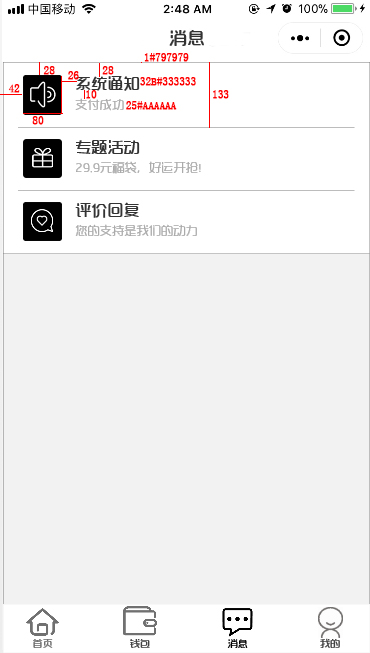 中国移动 2:48 AM 100%
消息
1#797979
28 28
系统通知 32B#333333
26
42 10 133
支付成功 25#AAAAAA
80
专题活动
29.9元福袋，好运开抢!
评价回复
您的支持是我们的动力
首页 钱包 消息 我的